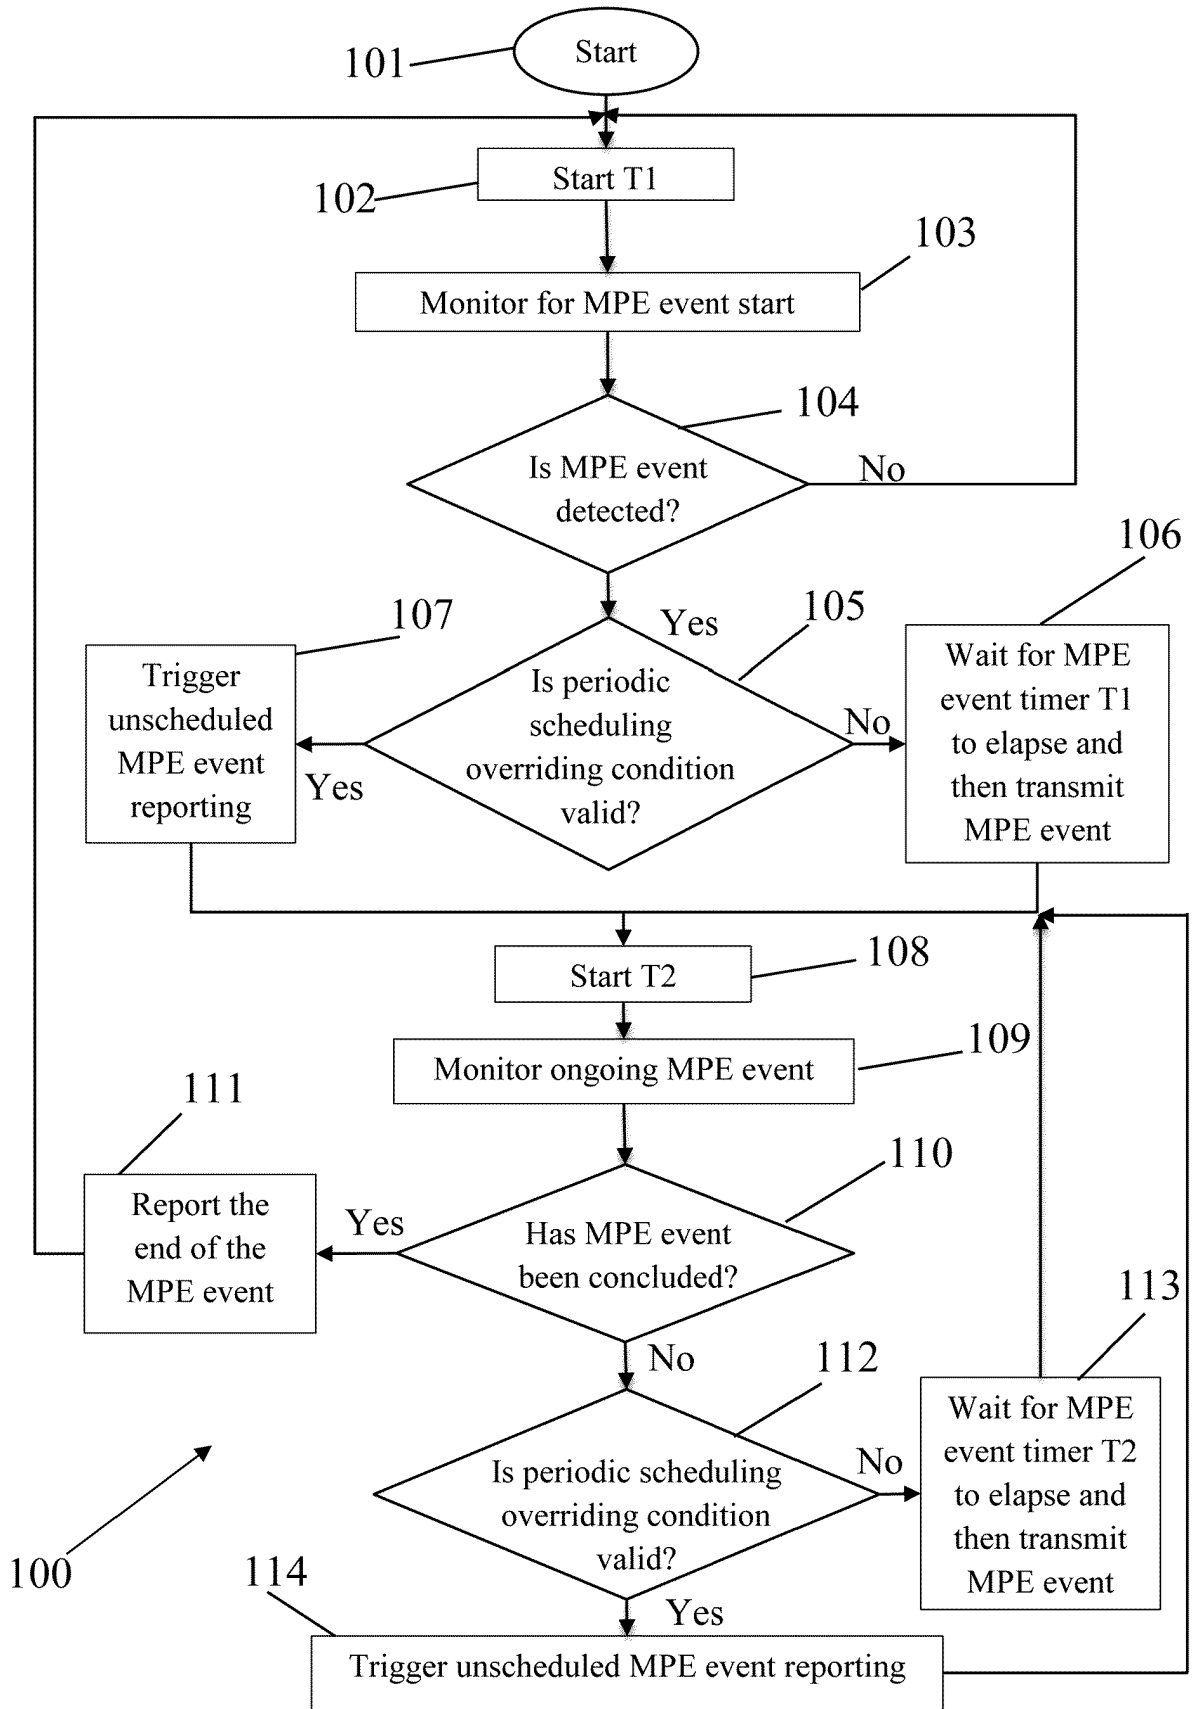 Start
101
Start T1
102
103
Monitor for MPE event start
104
Is MPE event
detected?
No
106
105
107
Yes
Trigger
unscheduled
MPE event
reporting
Is periodic
scheduling
overriding condition
valid?
Yes
No
Wait for MPE
event timer T1
to elapse and
then transmit
MPE event
108
Start T2
109
Monitor ongoing MPE event
111
110
Report the
end of the
MPE event
Yes
Has MPE event
been concluded?
113
No
112
Wait for MPE
event timer T2
to elapse and
then transmit
MPE event
No
Is periodic scheduling
overriding condition
valid?
100
114
Yes
Trigger unscheduled MPE event reporting